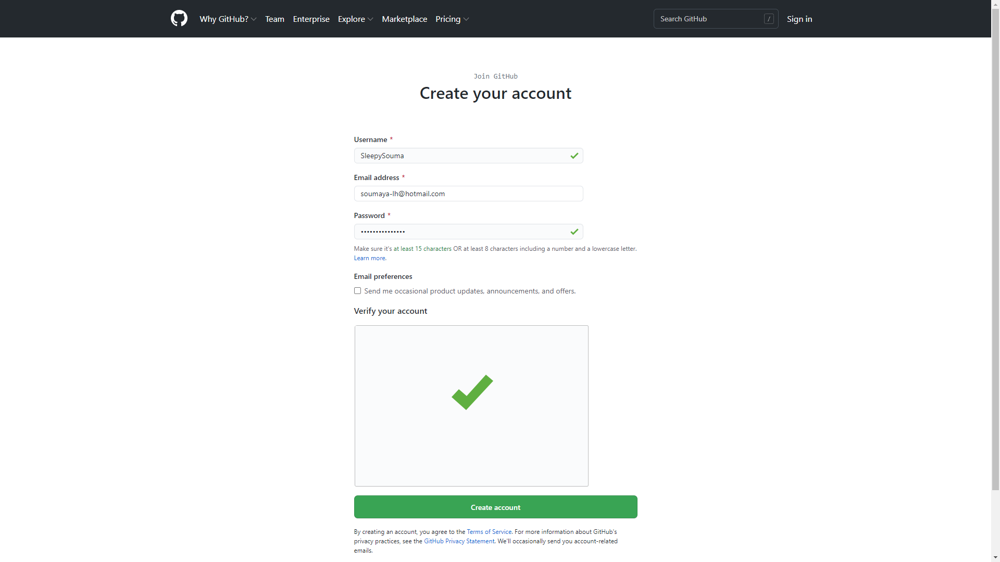 Why GitHub? Team Enterprise Explore Marketplace Pricing Search GitHub / Sign in
Join GitHub
Create your account
Username *
SleepySouma
Email address *
soumaya-lh@hotmail.com
Password *
•••••••••••••••
Make sure it's at least 15 characters OR at least 8 characters including a number and a lowercase letter.
Learn more.
Email preferences
Send me occasional product updates, announcements, and offers.
Verify your account
Create account
By creating an account, you agree to the Terms of Service. For more information about GitHub's
privacy practices, see the GitHub Privacy Statement. We'll occasionally send you account-related
emails.